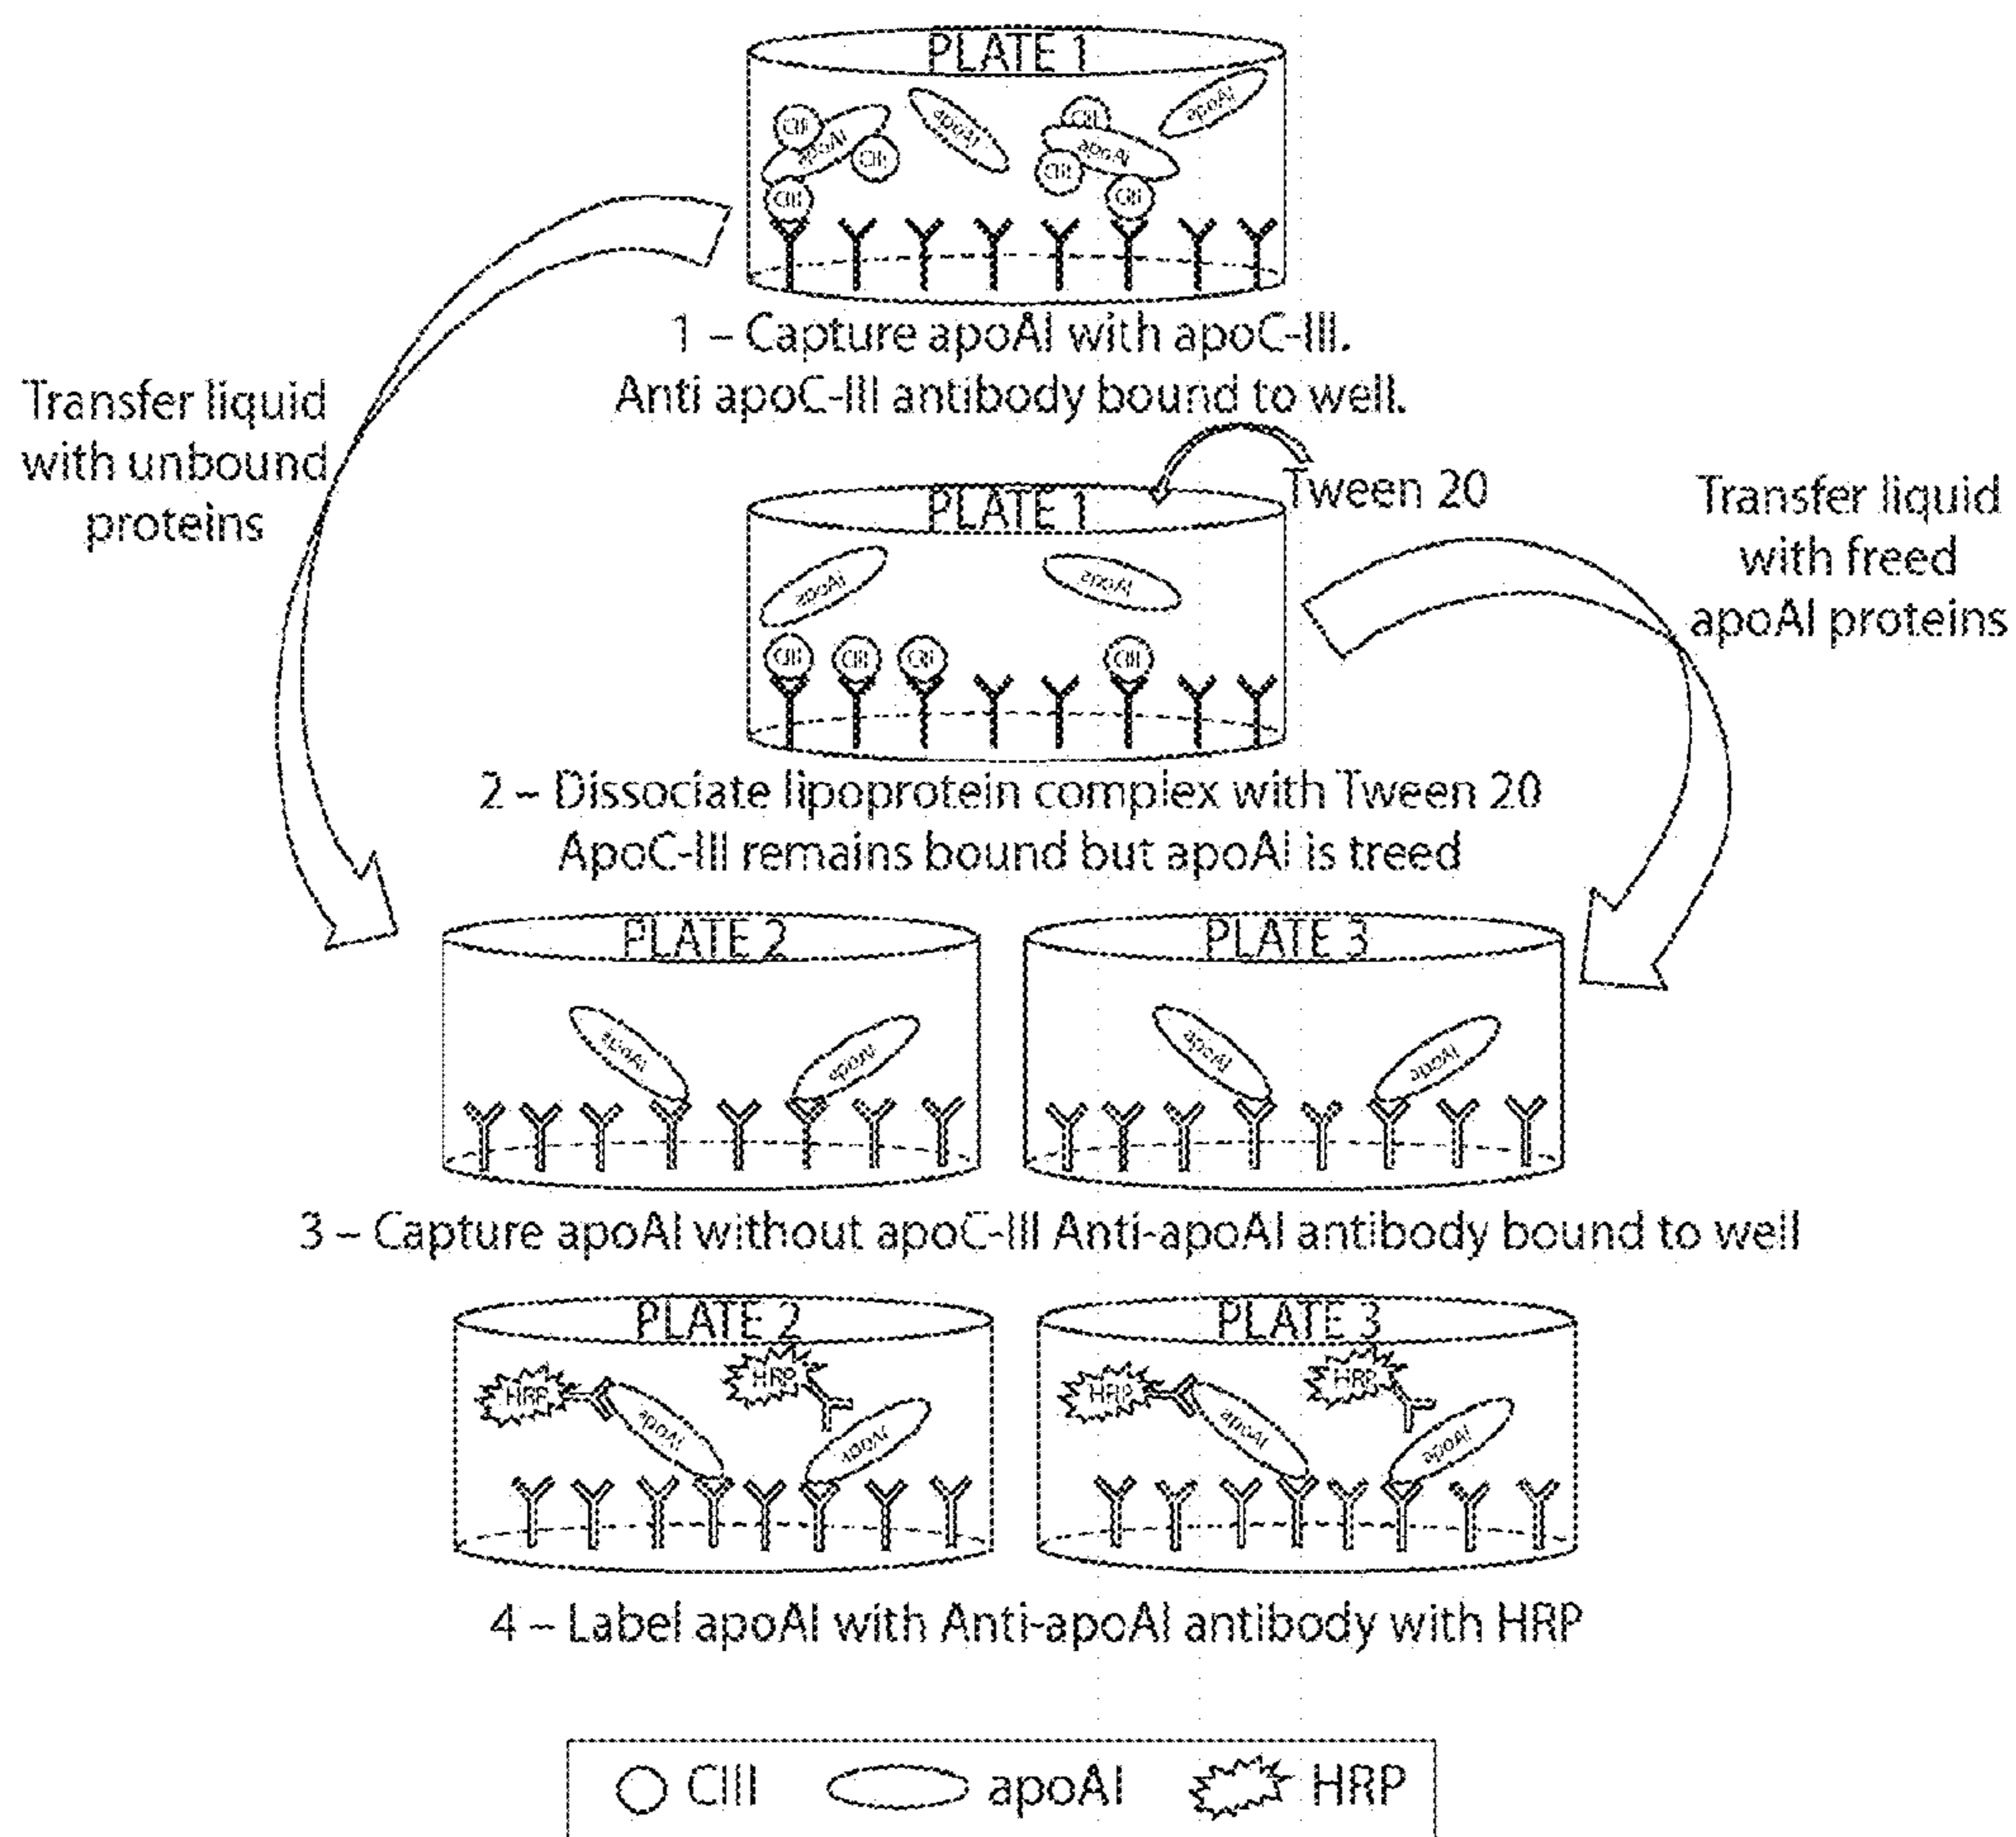 PLATE 1
CIII
apoAI
CIII
apoAI
CIII
apoAI
CIII
apoAI
CIII
CIII
1 – Capture apoAI with apoC-III.
Anti apoC-III antibody bound to well.
Transfer liquid
with unbound
proteins
Tween 20
PLATE 1
apoAI
apoAI
CIII
CIII
CIII
CIII
Transfer liquid
with freed
apoAI proteins
2 – Dissociate lipoprotein complex with Tween 20
ApoC-III remains bound but apoAI is treed
PLATE 2
apoAI
apoAI
PLATE 3
apoAI
apoAI
3 – Capture apoAI without apoC-III Anti-apoAI antibody bound to well
PLATE 2
HRP
HRP
apoAI
apoAI
PLATE 3
HRP
HRP
apoAI
apoAI
4 – Label apoAI with Anti-apoAI antibody with HRP
CIII apoAI HRP